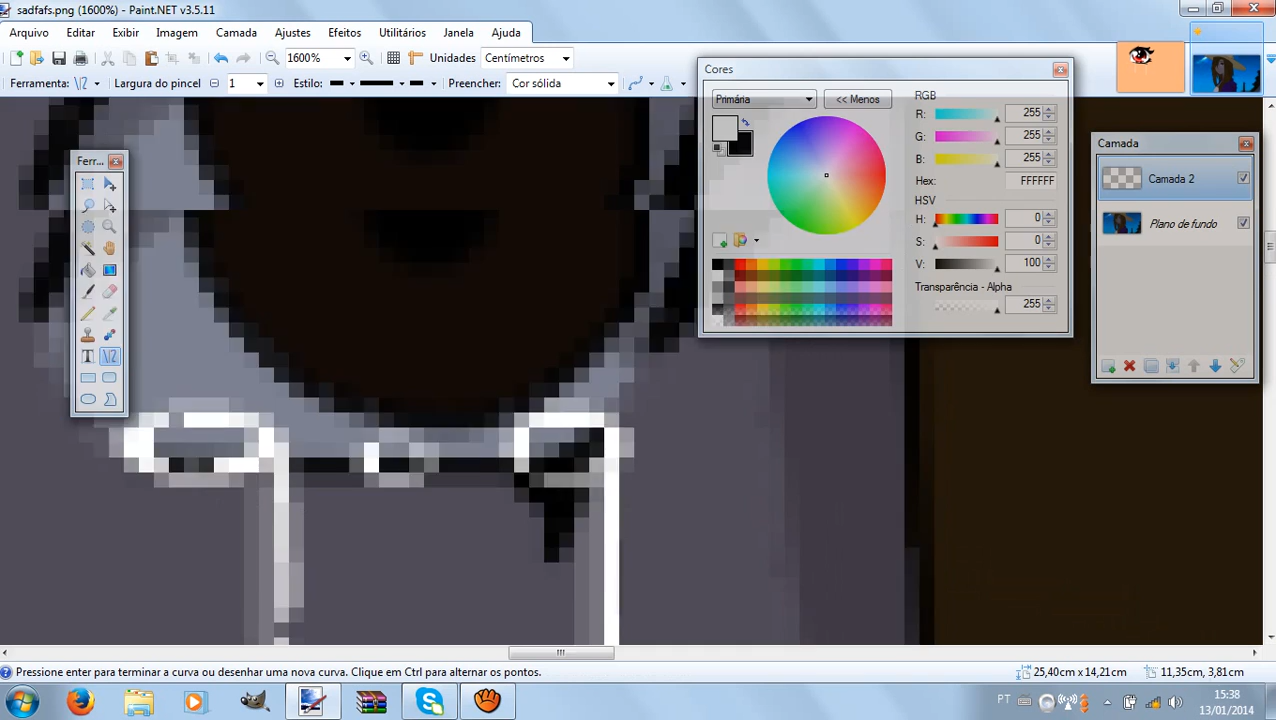 sadfafs.png (1600%) - Paint.NET v3.5.11
Arquivo Editar Exibir Imagem Camada Ajustes Efeitos Utilitários Janela Ajuda
1600% Unidades Centímetros
Ferramenta: Largura do pincel 1 Estilo: Preencher: Cor sólida
Cores
Primária << Menos RGB
R: 255
G: 255
B: 255
Hex: FFFFFF
HSV
H: 0
S: 0
V: 100
Transparência - Alpha
255
Ferr...
Camada
Camada 2
Plano de fundo
Pressione enter para terminar a curva ou desenhar uma nova curva. Clique em Ctrl para alternar os pontos. 25,40cm x 14,21cm 11,35cm, 3,81cm
PT 15:38
13/01/2014